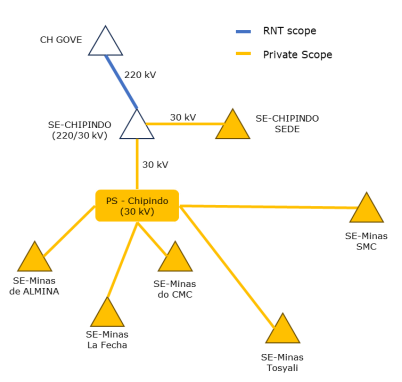 CH GOVE
RNT scope
Private Scope
220 kV
SE-CHIPINDO
(220/30 kV)
30 kV
SE-CHIPINDO
SEDE
30 kV
PS - Chipindo
(30 kV)
SE-Minas
SMC
SE-Minas
de ALMINA
SE-Minas
do CMC
SE-Minas
La Fecha
SE-Minas
Tosyali